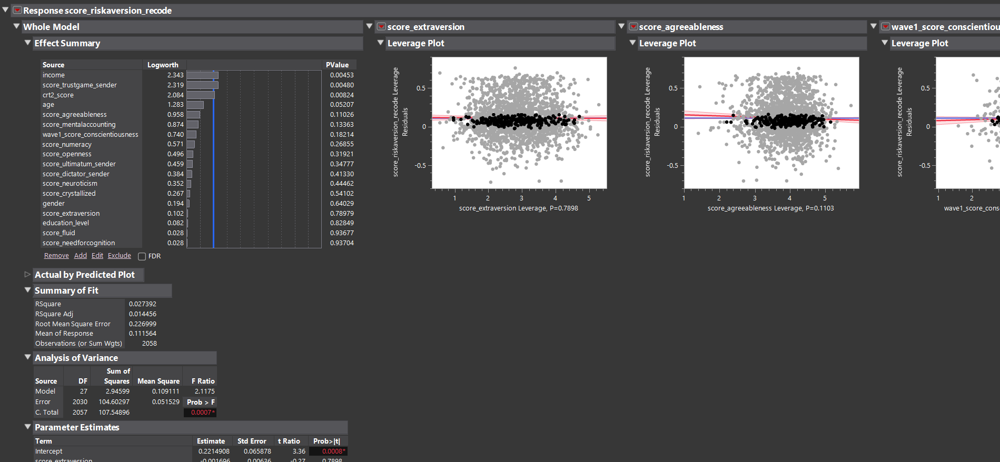 Response score_riskaversion_recode
Whole Model
Effect Summary
Source Logworth PValue
income 2.343 0.00453
score_trustgame_sender 2.319 0.00480
crt2_score 2.084 0.00824
age 1.283 0.05207
score_agreeableness 0.958 0.11026
score_mentalaccounting 0.874 0.13363
wave1_score_conscientiousness 0.740 0.18214
score_numeracy 0.571 0.26855
score_openness 0.496 0.31921
score_ultimatum_sender 0.459 0.34777
score_dictator_sender 0.384 0.41330
score_neuroticism 0.352 0.44462
score_crystallized 0.267 0.54102
gender 0.194 0.64029
score_extraversion 0.102 0.78979
education_level 0.082 0.82849
score_fluid 0.028 0.93677
score_needforcognition 0.028 0.93704
Remove Add Edit Exclude FDR
Actual by Predicted Plot
Summary of Fit
RSquare 0.027392
RSquare Adj 0.014456
Root Mean Square Error 0.226999
Mean of Response 0.111564
Observations (or Sum Wgts) 2058
Analysis of Variance
Sum of
Source DF Squares Mean Square F Ratio
Model 27 2.94599 0.109111 2.1175
Error 2030 104.60297 0.051529 Prob > F
C. Total 2057 107.54896 0.0007*
Parameter Estimates
Term Estimate Std Error t Ratio Prob>|t|
Intercept 0.2214908 0.065878 3.36 0.0008*
score_extraversion -0.001696 0.00636 -0.27 0.7898
score_extraversion
Leverage Plot
score_riskaversion_recode Leverage
Residuals
0.5
0
-0.5
1 2 3 4 5
score_extraversion Leverage, P=0.7898
score_agreeableness
Leverage Plot
score_riskaversion_recode Leverage
Residuals
0.5
0
-0.5
1 2 3 4 5
score_agreeableness Leverage, P=0.1103
wave1_score_conscientiou
Leverage Plot
score_riskaversion_recode Leverage
Residuals
0.5
0
-0.5
1 2
wave1_score_cons